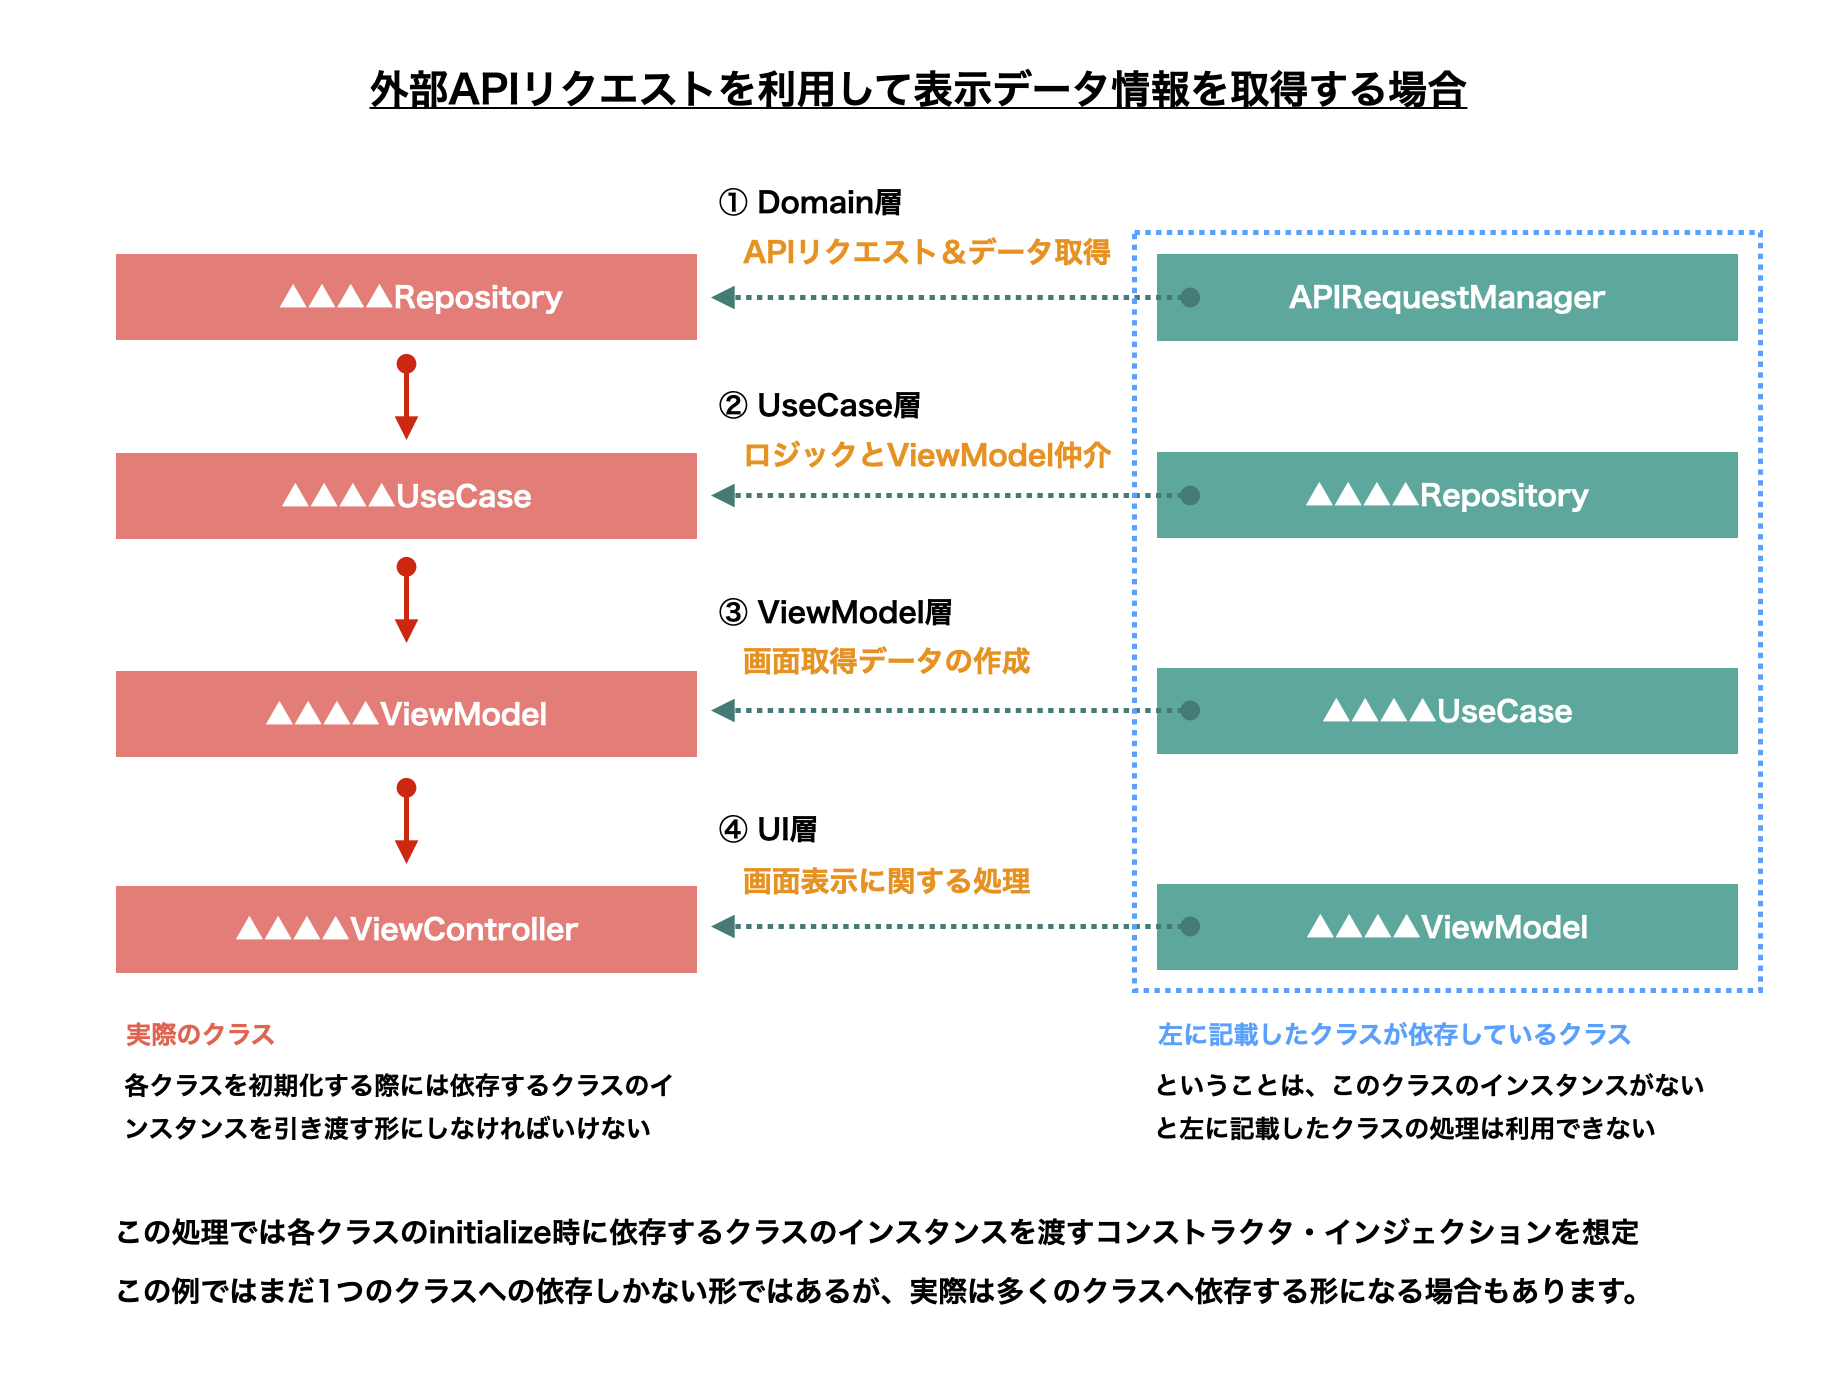 外部APIリクエストを利用して表示データ情報を取得する場合
① Domain層
APIリクエスト＆データ取得
▲▲▲▲Repository
APIRequestManager
② UseCase層
ロジックとViewModel仲介
▲▲▲▲UseCase
▲▲▲▲Repository
③ ViewModel層
画面取得データの作成
▲▲▲▲ViewModel
▲▲▲▲UseCase
④ UI層
画面表示に関する処理
▲▲▲▲ViewController
▲▲▲▲ViewModel
実際のクラス
各クラスを初期化する際には依存するクラスのイ
ンスタンスを引き渡す形にしなければいけない
左に記載したクラスが依存しているクラス
ということは、このクラスのインスタンスがない
と左に記載したクラスの処理は利用できない
この処理では各クラスのinitialize時に依存するクラスのインスタンスを渡すコンストラクタ・インジェクションを想定
この例ではまだ1つのクラスへの依存しかない形ではあるが、実際は多くのクラスへ依存する形になる場合もあります。